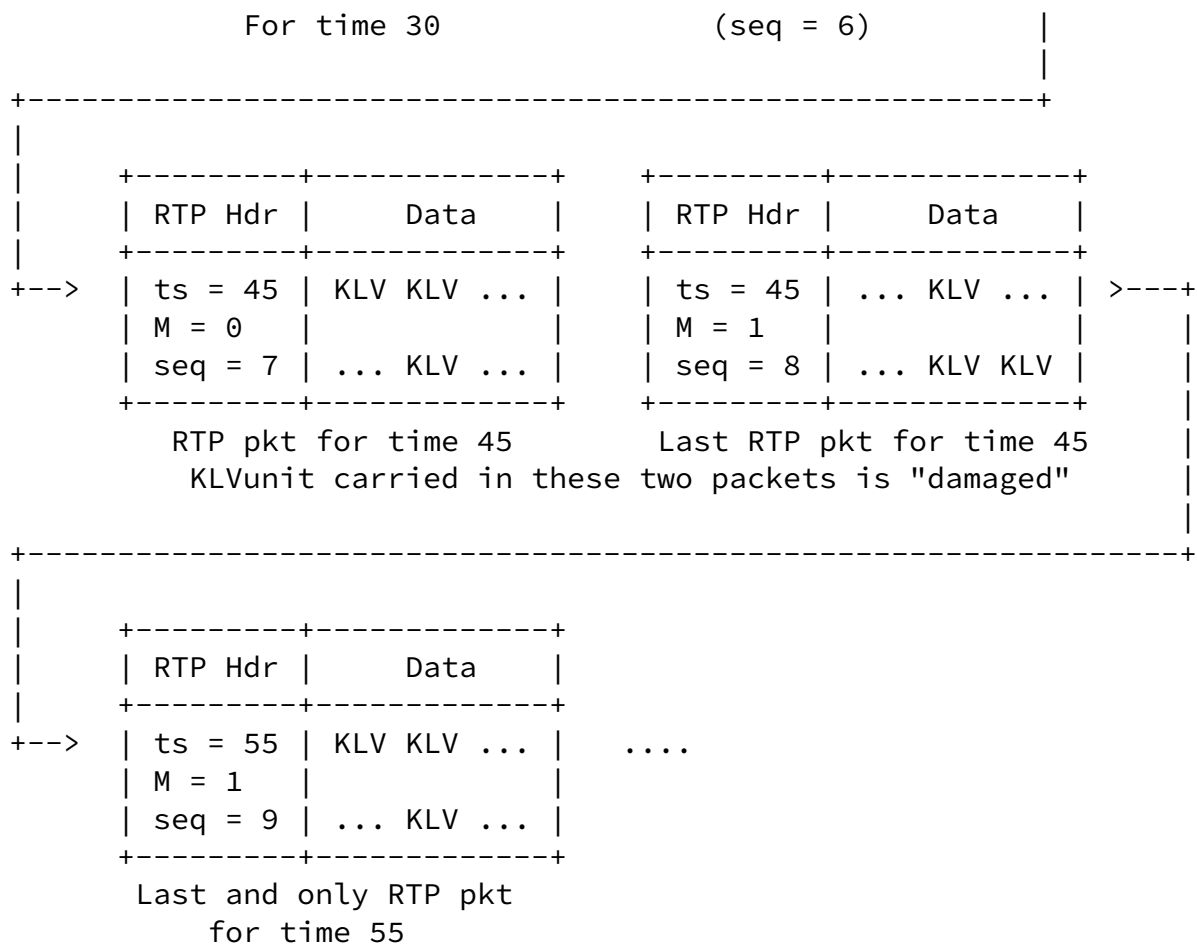 For time 30 (seq = 6) |
|
+--------------------------------------------------------+
|
| +---------+-------------+ +---------+-------------+
| | RTP Hdr | Data | | RTP Hdr | Data |
| +---------+-------------+ +---------+-------------+
+--> | ts = 45 | KLV KLV ... | | ts = 45 | ... KLV ... | >---+
| M = 0 | | | M = 1 | | |
| seq = 7 | ... KLV ... | | seq = 8 | ... KLV KLV | |
+---------+-------------+ +---------+-------------+ |
RTP pkt for time 45 Last RTP pkt for time 45 |
KLVunit carried in these two packets is "damaged" |
|
+----------------------------------------------------------------+
|
| +---------+-------------+
| | RTP Hdr | Data |
| +---------+-------------+
+--> | ts = 55 | KLV KLV ... | ....
| M = 1 | |
| seq = 9 | ... KLV ... |
+---------+-------------+
Last and only RTP pkt
for time 55